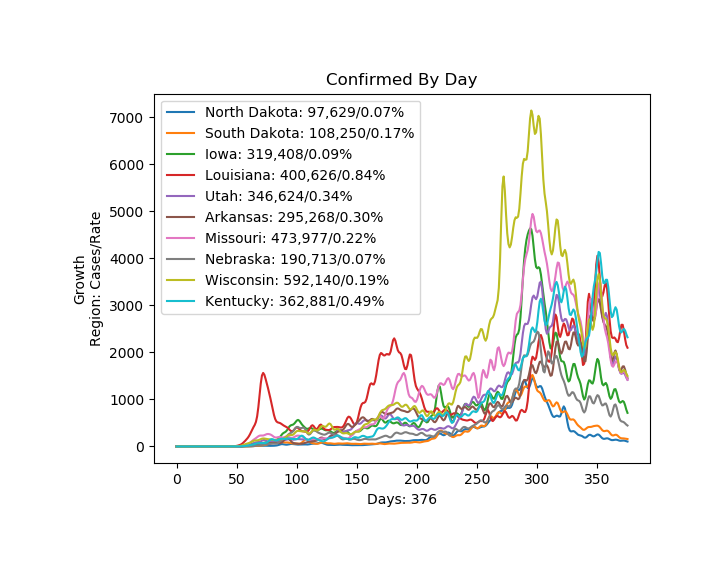 Confirmed By Day
7000
6000
5000
4000
3000
2000
1000
0
Growth
Region: Cases/Rate
North Dakota: 97,629/0.07%
South Dakota: 108,250/0.17%
Iowa: 319,408/0.09%
Louisiana: 400,626/0.84%
Utah: 346,624/0.34%
Arkansas: 295,268/0.30%
Missouri: 473,977/0.22%
Nebraska: 190,713/0.07%
Wisconsin: 592,140/0.19%
Kentucky: 362,881/0.49%
0 50 100 150 200 250 300 350
Days: 376